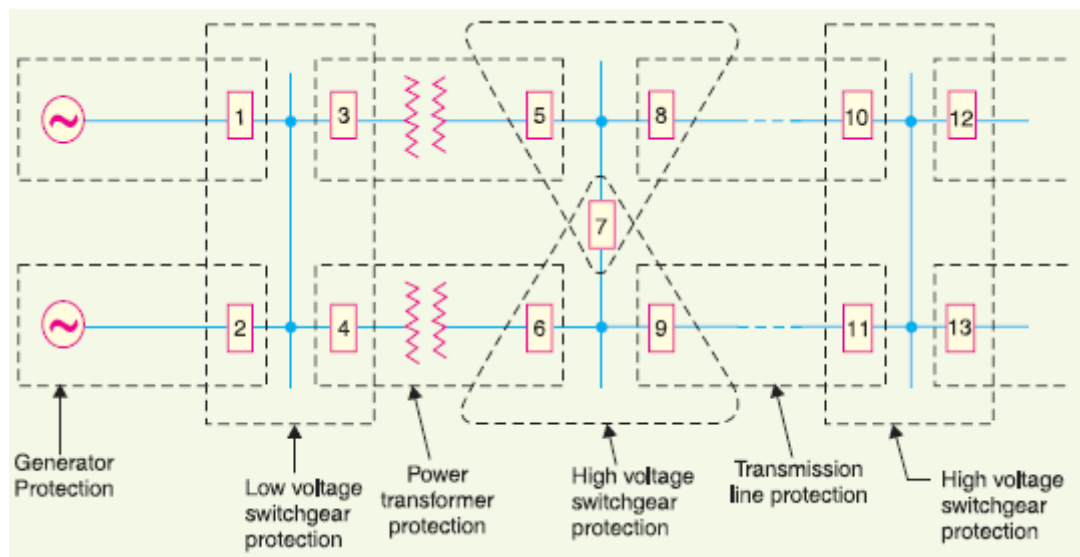 1
3
5
8
10
12
7
2
4
6
9
11
13
Generator
Protection
Low voltage
switchgear
protection
Power
transformer
protection
High voltage
switchgear
protection
Transmission
line protection
High voltage
switchgear
protection